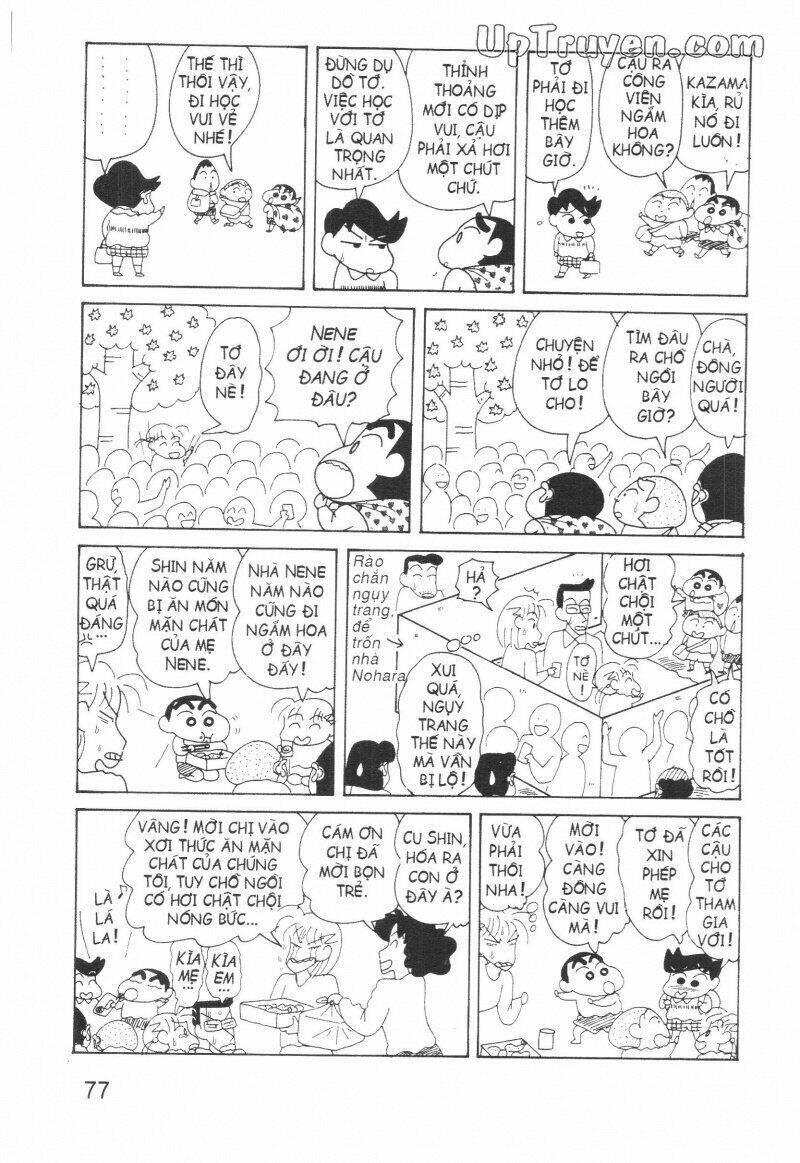 UpTruyen.com
KAZAMA
KÌA, RỦ
NÓ ĐI
LUÔN!
CẬU RA
CÔNG
VIÊN
NGẮM
HOA
KHÔNG?
TỚ
PHẢI ĐI
HỌC
THÊM
BÂY
GIỜ.
THỈNH
THOẢNG
MỚI CÓ DỊP
VUI, CẬU
PHẢI XẢ HƠI
MỘT CHÚT
CHỨ.
ĐỪNG DỤ
DỖ TỚ.
VIỆC HỌC
VỚI TỚ
LÀ QUAN
TRỌNG
NHẤT.
THẾ THÌ
THÔI VẬY,
ĐI HỌC
VUI VẺ
NHÉ!
CHÀ,
ĐÔNG
NGƯỜI
QUÁ!
TÌM ĐÂU
RA CHỖ
NGỒI
BÂY
GIỜ?
CHUYỆN
NHỎ! ĐỂ
TỚ LO
CHO!
NENE
ƠI ỜI! CẬU
ĐANG Ở
ĐÂU?
TỚ
ĐÂY
NÈ!
HƠI
CHẬT
CHỘI
MỘT
CHÚT...
CÓ
CHỖ
LÀ
TỐT
RỒI!
HẢ
?
TỚ
NÈ!
XUI
QUÁ,
NGỤY
TRANG
THẾ NÀY
MÀ VẪN
BỊ LỘ!
Rào
chắn
ngụy
trang,
để
trốn
nhà
Nohara
NHÀ NENE
NĂM NÀO
CŨNG ĐI
NGẮM HOA
Ở ĐÂY
ĐẤY!
SHIN NĂM
NÀO CŨNG
BỊ ĂN MÓN
MẶN CHÁT
CỦA MẸ
NENE.
GRỪ,
THẬT
QUÁ
ĐÁNG
...
CÁC
CẬU CHO
TỚ
THAM
GIA
VỚI!
TỚ ĐÃ
XIN
PHÉP
MẸ
RỒI!
MỜI
VÀO!
CÀNG
ĐÔNG
CÀNG VUI
MÀ!
VỪA
PHẢI
THÔI
NHA!
CU SHIN,
HÓA RA
CON Ở
ĐÂY À?
CÁM ƠN
CHỊ ĐÃ
MỜI BỌN
TRẺ.
VÂNG! MỜI CHỊ VÀO
XƠI THỨC ĂN MẶN
CHÁT CỦA CHÚNG
TÔI, TUY CHỖ NGỒI
CÓ HƠI CHẬT CHỘI
NÓNG BỨC...
KÌA
EM
...
KÌA
MẸ
...
LÀ
LÁ
LA!
77